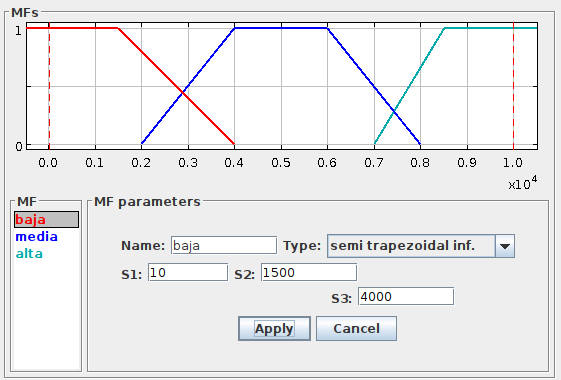 MFs
1
0
0.0 0.1 0.2 0.3 0.4 0.5 0.6 0.7 0.8 0.9 1.0
x10^4
MF
baja
media
alta
MF parameters
Name: baja Type: semi trapezoidal inf.
S1: 10 S2: 1500
S3: 4000
Apply Cancel